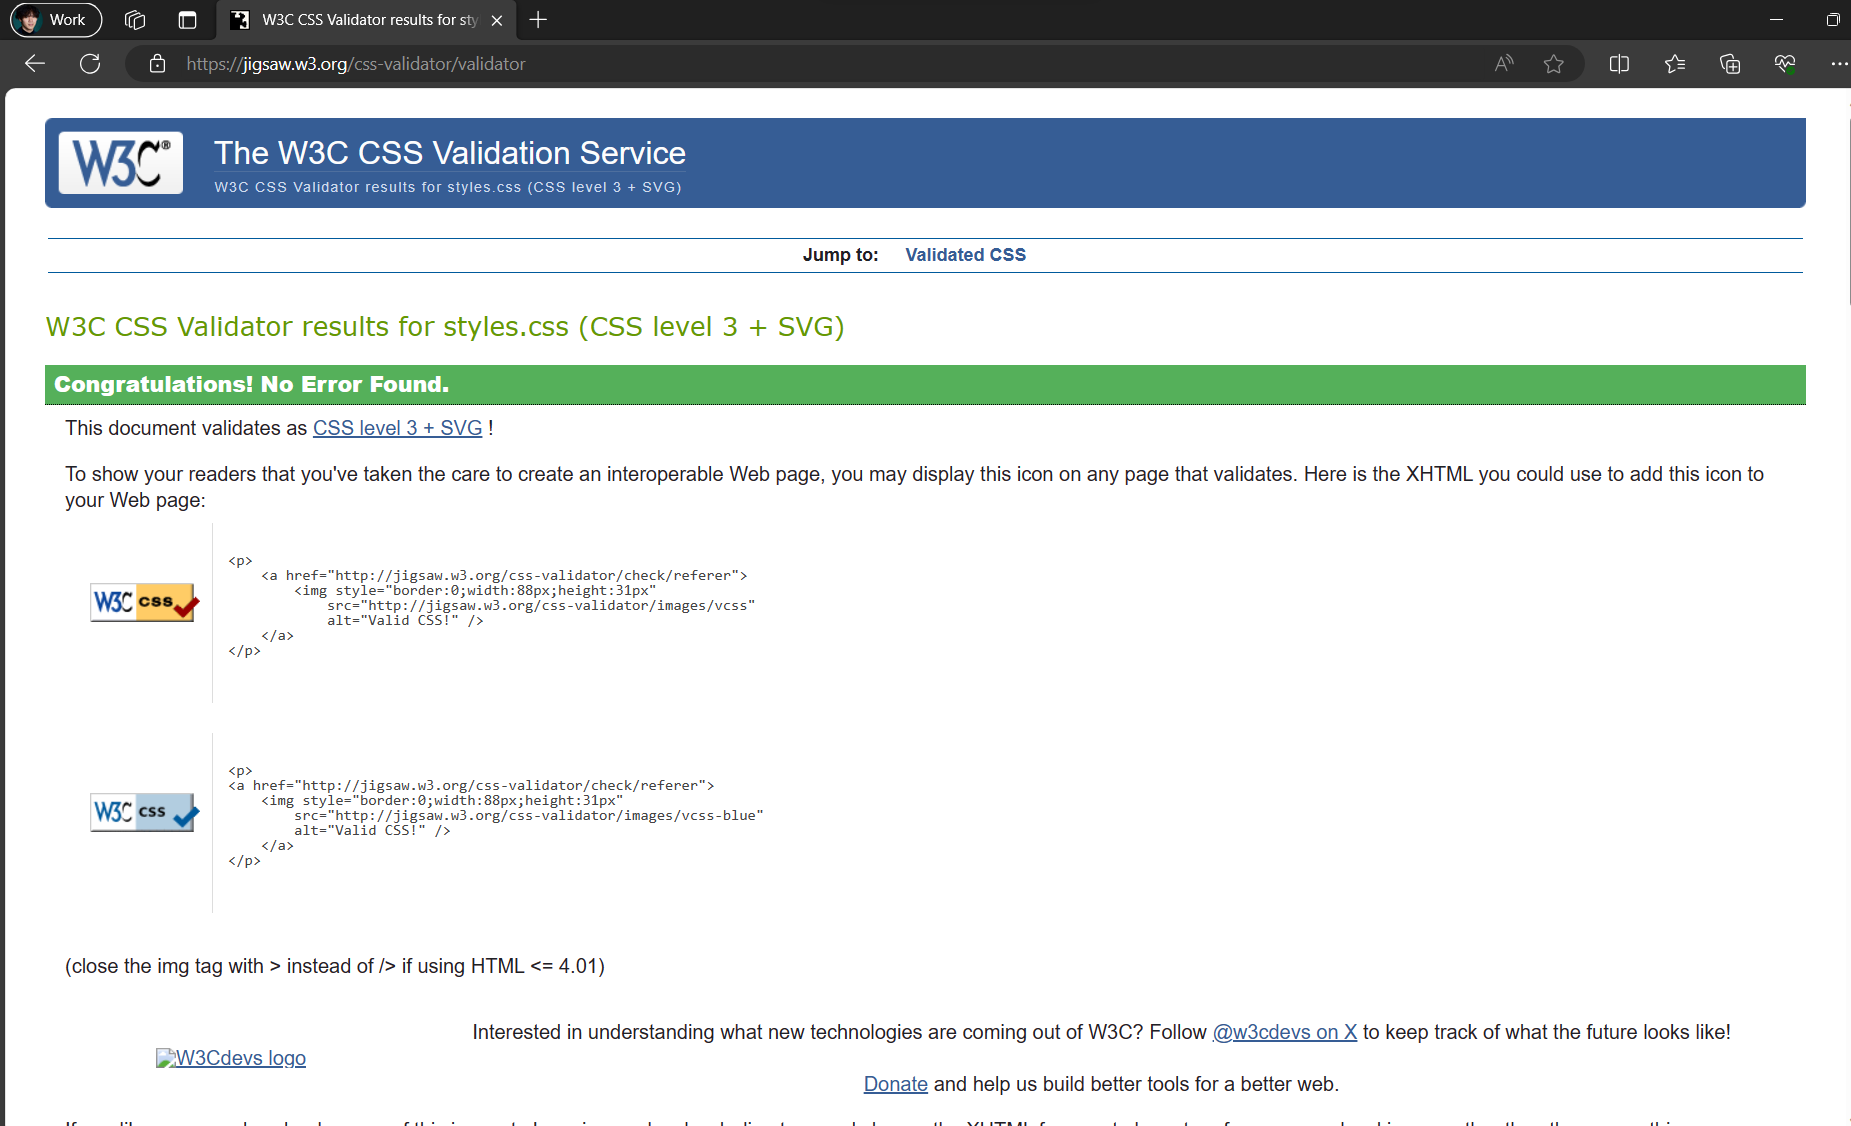 Work
W3C CSS Validator results for sty
https://jigsaw.w3.org/css-validator/validator
W3C®
The W3C CSS Validation Service
W3C CSS Validator results for styles.css (CSS level 3 + SVG)
Jump to: Validated CSS
W3C CSS Validator results for styles.css (CSS level 3 + SVG)
Congratulations! No Error Found.
This document validates as CSS level 3 + SVG !
To show your readers that you've taken the care to create an interoperable Web page, you may display this icon on any page that validates. Here is the XHTML you could use to add this icon to
your Web page:
<p>
<a href="http://jigsaw.w3.org/css-validator/check/referer">
<img style="border:0;width:88px;height:31px"
W3C css
src="http://jigsaw.w3.org/css-validator/images/vcss"
alt="Valid CSS!" />
</a>
</p>
<p>
<a href="http://jigsaw.w3.org/css-validator/check/referer">
<img style="border:0;width:88px;height:31px"
W3C css
src="http://jigsaw.w3.org/css-validator/images/vcss-blue"
alt="Valid CSS!" />
</a>
</p>
(close the img tag with > instead of /> if using HTML <= 4.01)
Interested in understanding what new technologies are coming out of W3C? Follow @w3cdevs on X to keep track of what the future looks like!
W3Cdevs logo
Donate and help us build better tools for a better web.